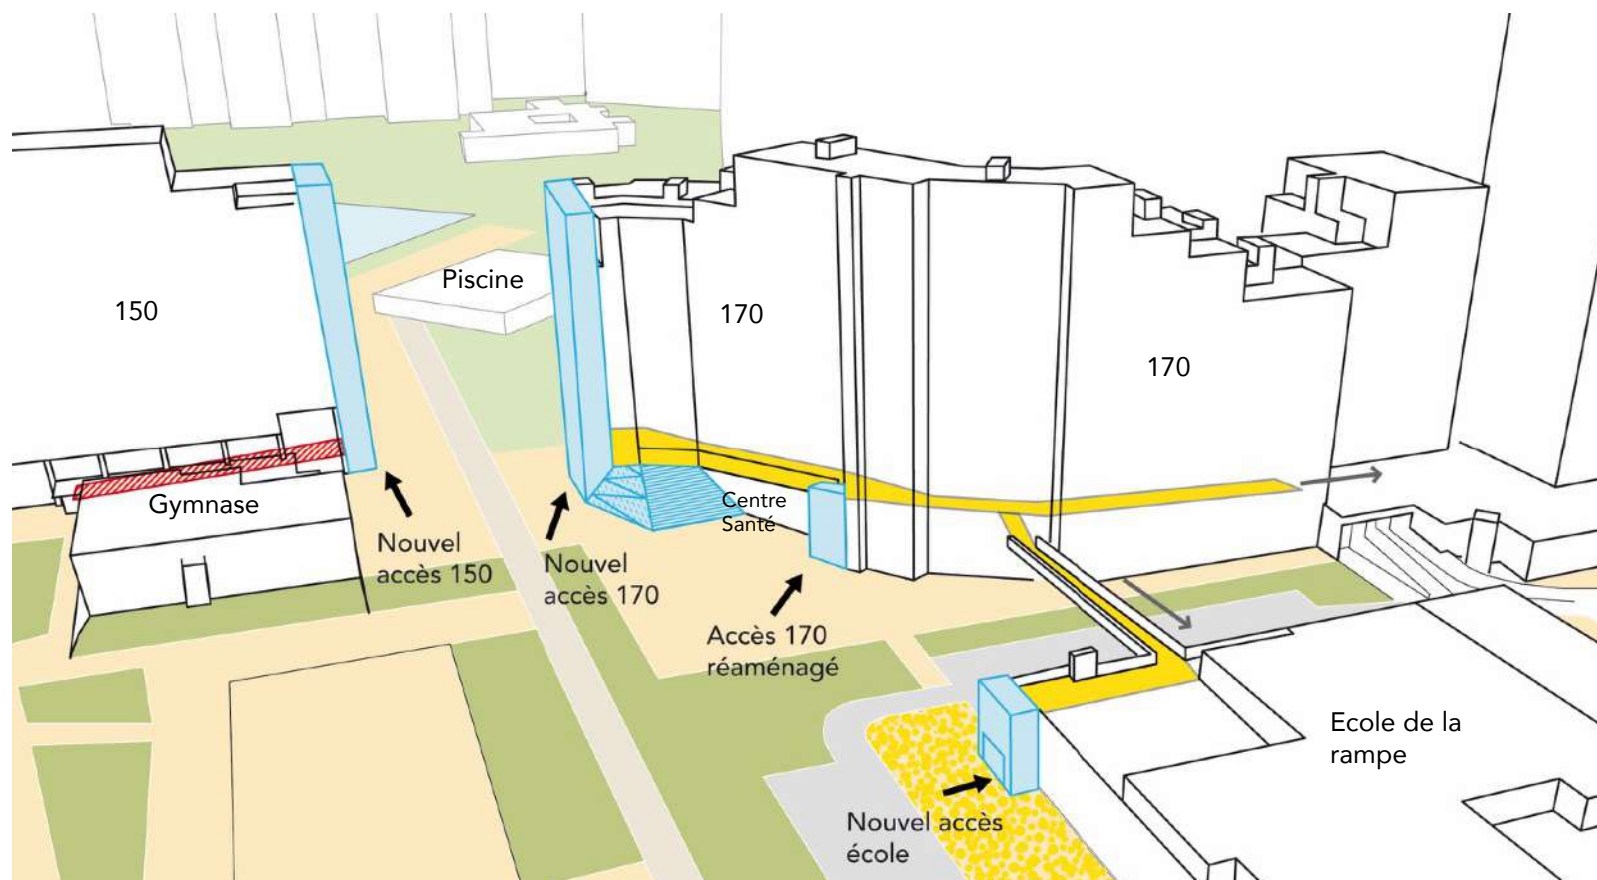 Piscine
150
170
170
Gymnase
Centre
Santé
Nouvel
accès 150
Nouvel
accès 170
Accès 170
réaménagé
Ecole de la
rampe
Nouvel accès
école